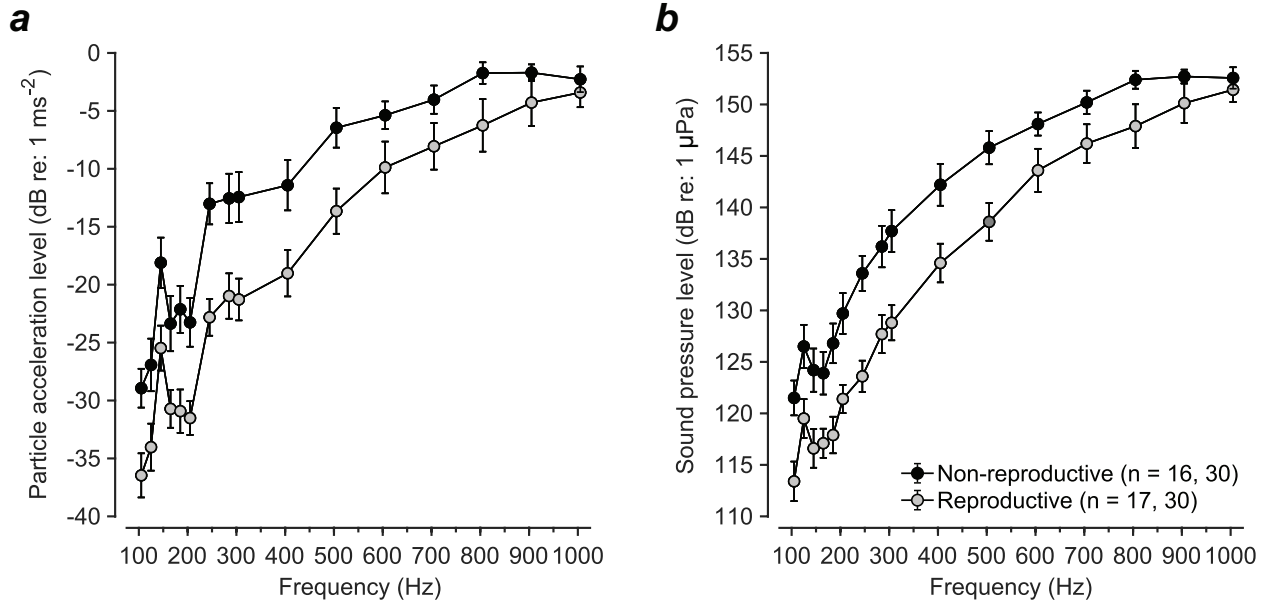 a
0
-5
-10
-15
-20
-25
-30
-35
-40
Particle acceleration level (dB re: 1 ms-2)
100 200 300 400 500 600 700 800 900 1000
Frequency (Hz)
b
155
150
145
140
135
130
125
120
115
110
Sound pressure level (dB re: 1 μPa)
Non-reproductive (n = 16, 30)
Reproductive (n = 17, 30)
100 200 300 400 500 600 700 800 900 1000
Frequency (Hz)